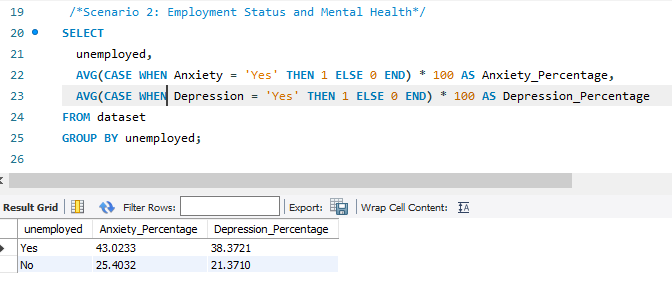 19 /*Scenario 2: Employment Status and Mental Health*/
20 SELECT
21 unemployed,
22 AVG(CASE WHEN Anxiety = 'Yes' THEN 1 ELSE 0 END) * 100 AS Anxiety_Percentage,
23 AVG(CASE WHEN Depression = 'Yes' THEN 1 ELSE 0 END) * 100 AS Depression_Percentage
24 FROM dataset
25 GROUP BY unemployed;
26
Result Grid Filter Rows: Export: Wrap Cell Content: IA
unemployed Anxiety_Percentage Depression_Percentage
Yes 43.0233 38.3721
No 25.4032 21.3710